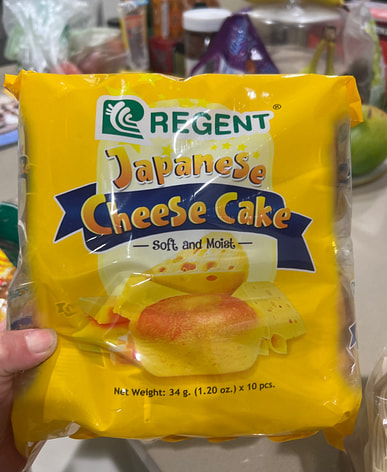 REGENT®
Japanese
Cheese Cake
Soft and Moist
Net Weight: 34 g. (1.20 oz.) x 10 pcs.